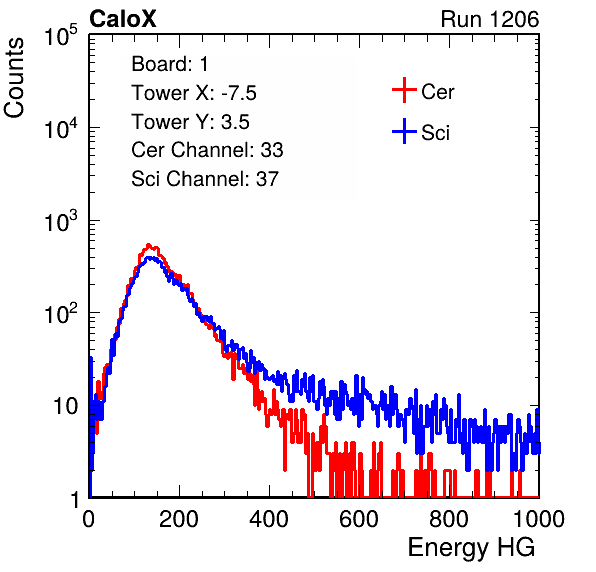 CaloX Run 1206
Counts
Board: 1
Tower X: -7.5
Tower Y: 3.5
Cer Channel: 33
Sci Channel: 37
Cer
Sci
10^5
10^4
10^3
10^2
10
1
0 200 400 600 800 1000
Energy HG